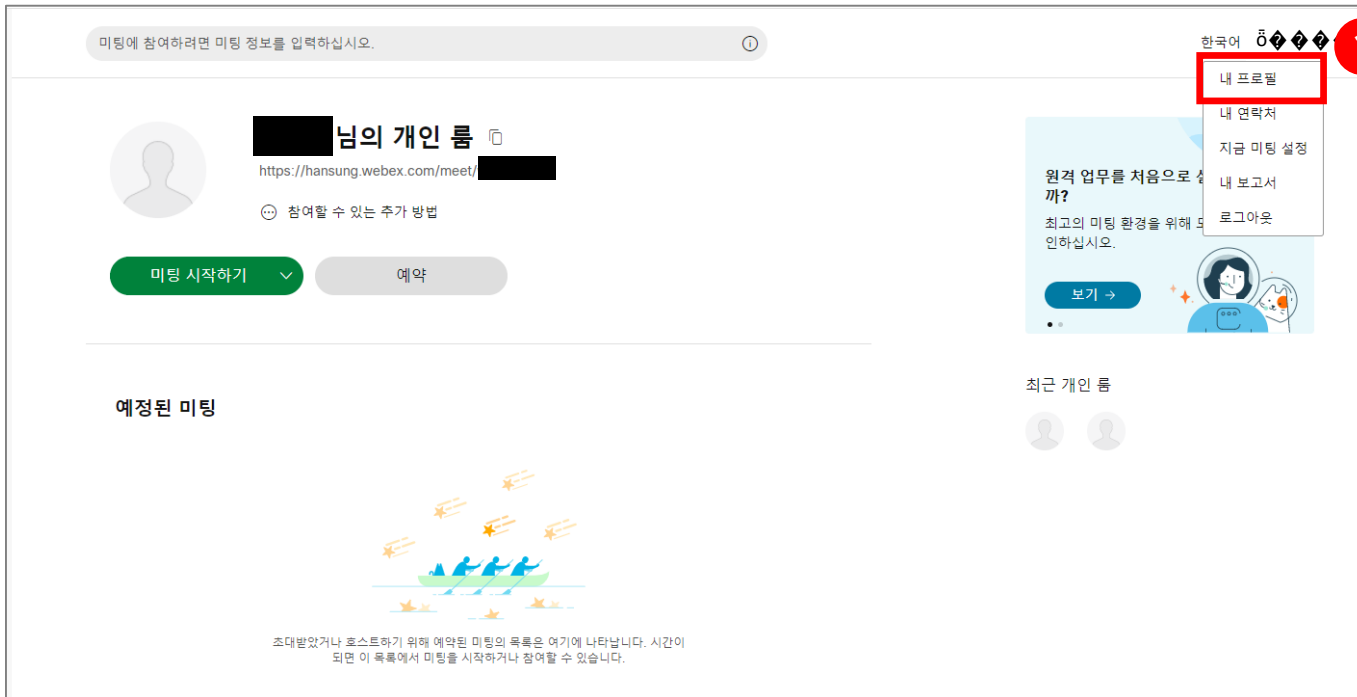 미팅에 참여하려면 미팅 정보를 입력하십시오.
한국어
내 프로필
내 연락처
지금 미팅 설정
내 보고서
로그아웃
님의 개인 룸
https://hansung.webex.com/meet/
참여할 수 있는 추가 방법
미팅 시작하기
예약
원격 업무를 처음으로
까?
최고의 미팅 환경을 위해
인하십시오.
보기 →
예정된 미팅
최근 개인 룸
초대받았거나 호스트하기 위해 예약된 미팅의 목록은 여기에 나타납니다. 시간이
되면 이 목록에서 미팅을 시작하거나 참여할 수 있습니다.